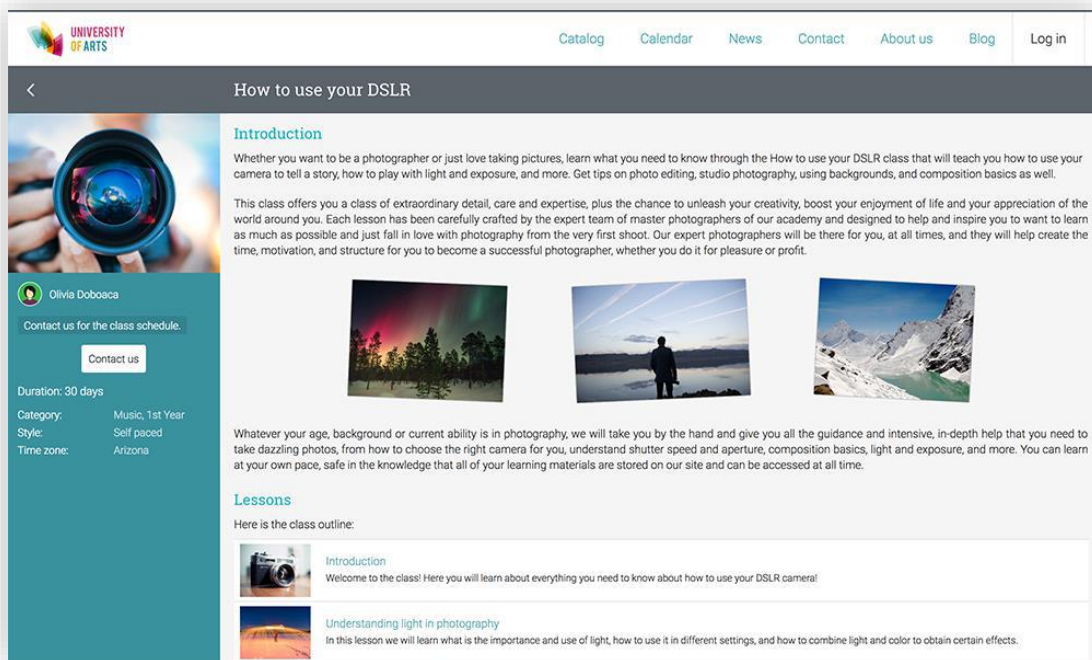 UNIVERSITY
OF ARTS
Catalog Calendar News Contact About us Blog Log in
How to use your DSLR
Olivia Doboaca
Contact us for the class schedule.
Contact us
Duration: 30 days
Category: Music, 1st Year
Style: Self paced
Time zone: Arizona
Introduction
Whether you want to be a photographer or just love taking pictures, learn what you need to know through the How to use your DSLR class that will teach you how to use your
camera to tell a story, how to play with light and exposure, and more. Get tips on photo editing, studio photography, using backgrounds, and composition basics as well.
This class offers you a class of extraordinary detail, care and expertise, plus the chance to unleash your creativity, boost your enjoyment of life and your appreciation of the
world around you. Each lesson has been carefully crafted by the expert team of master photographers of our academy and designed to help and inspire you to want to learn
as much as possible and just fall in love with photography from the very first shoot. Our expert photographers will be there for you, at all times, and they will help create the
time, motivation, and structure for you to become a successful photographer, whether you do it for pleasure or profit.
Whatever your age, background or current ability is in photography, we will take you by the hand and give you all the guidance and intensive, in-depth help that you need to
take dazzling photos, from how to choose the right camera for you, understand shutter speed and aperture, composition basics, light and exposure, and more. You can learn
at your own pace, safe in the knowledge that all of your learning materials are stored on our site and can be accessed at all time.
Lessons
Here is the class outline:
Introduction
Welcome to the class! Here you will learn about everything you need to know about how to use your DSLR camera!
Understanding light in photography
In this lesson we will learn what is the importance and use of light, how to use it in different settings, and how to combine light and color to obtain certain effects.